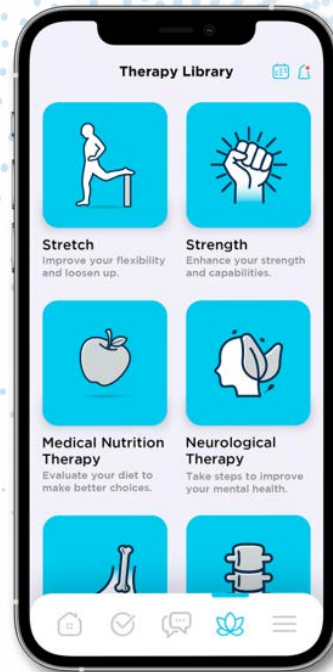 Therapy Library
Stretch
Improve your flexibility
and loosen up.
Strength
Enhance your strength
and capabilities.
Medical Nutrition
Therapy
Evaluate your diet to
make better choices.
Neurological
Therapy
Take steps to improve
your mental health.